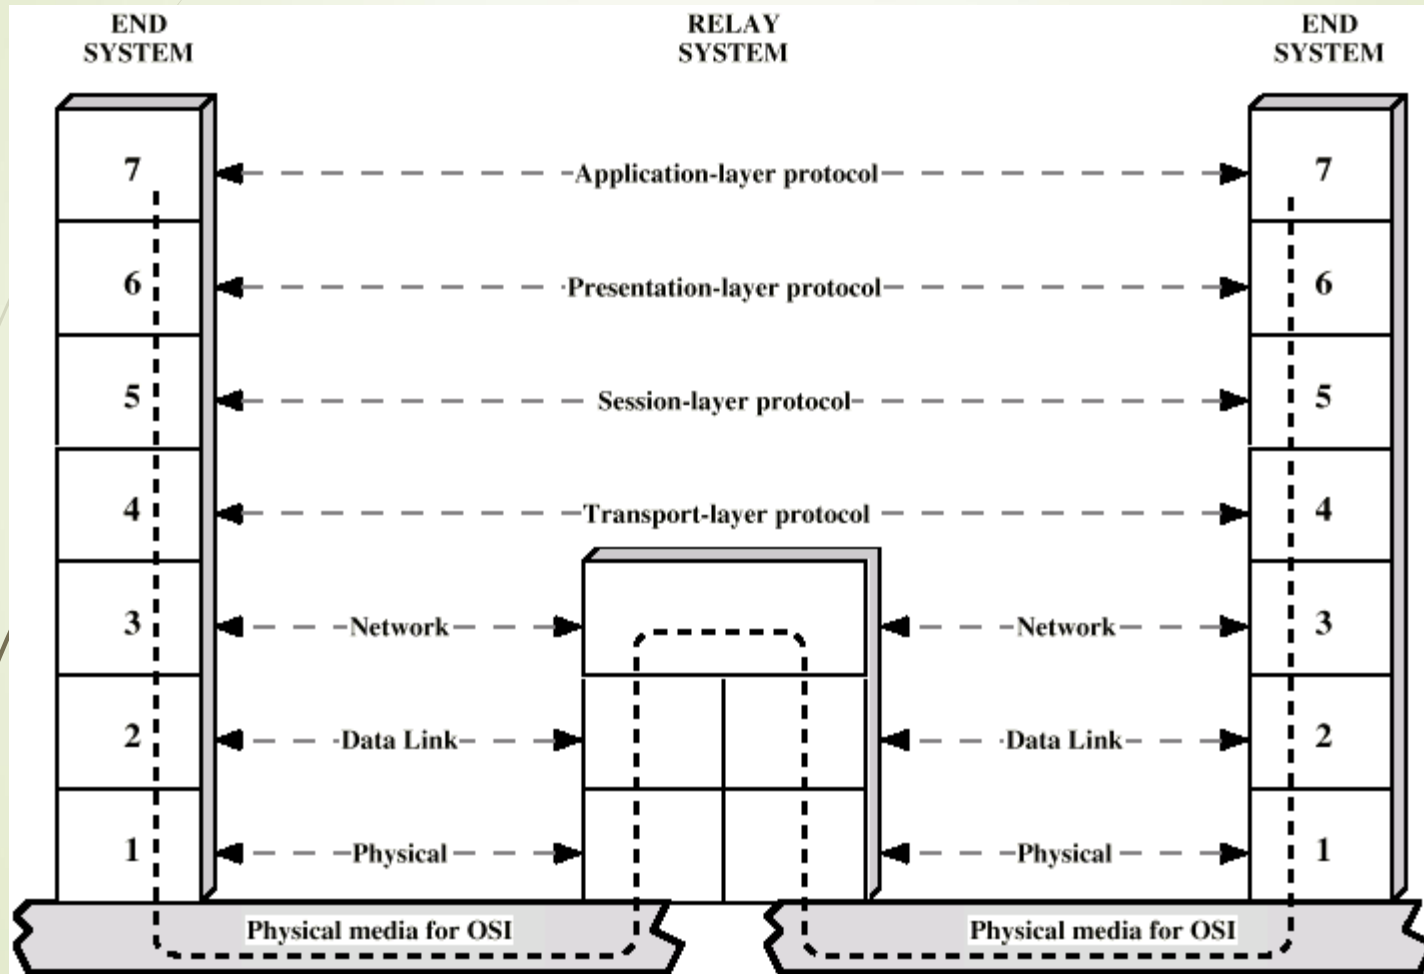 END
SYSTEM
RELAY
SYSTEM
END
SYSTEM
7 Application-layer protocol 7
6 Presentation-layer protocol 6
5 Session-layer protocol 5
4 Transport-layer protocol 4
3 Network Network 3
2 Data Link Data Link 2
1 Physical Physical 1
Physical media for OSI Physical media for OSI